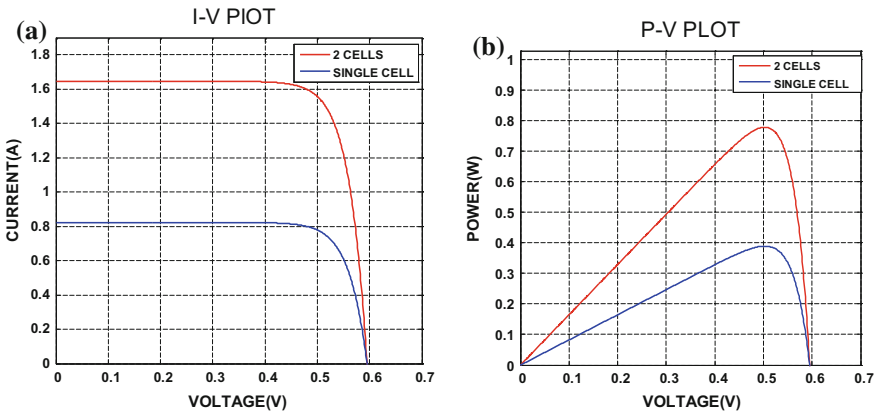 (a)
I-V PIOT
CURRENT(A)
1.8
1.6
1.4
1.2
1
0.8
0.6
0.4
0.2
0
0 0.1 0.2 0.3 0.4 0.5 0.6 0.7
VOLTAGE(V)
2 CELLS
SINGLE CELL
(b)
P-V PLOT
POWER(W)
1
0.9
0.8
0.7
0.6
0.5
0.4
0.3
0.2
0.1
0
0 0.1 0.2 0.3 0.4 0.5 0.6 0.7
VOLTAGE(V)
2 CELLS
SINGLE CELL